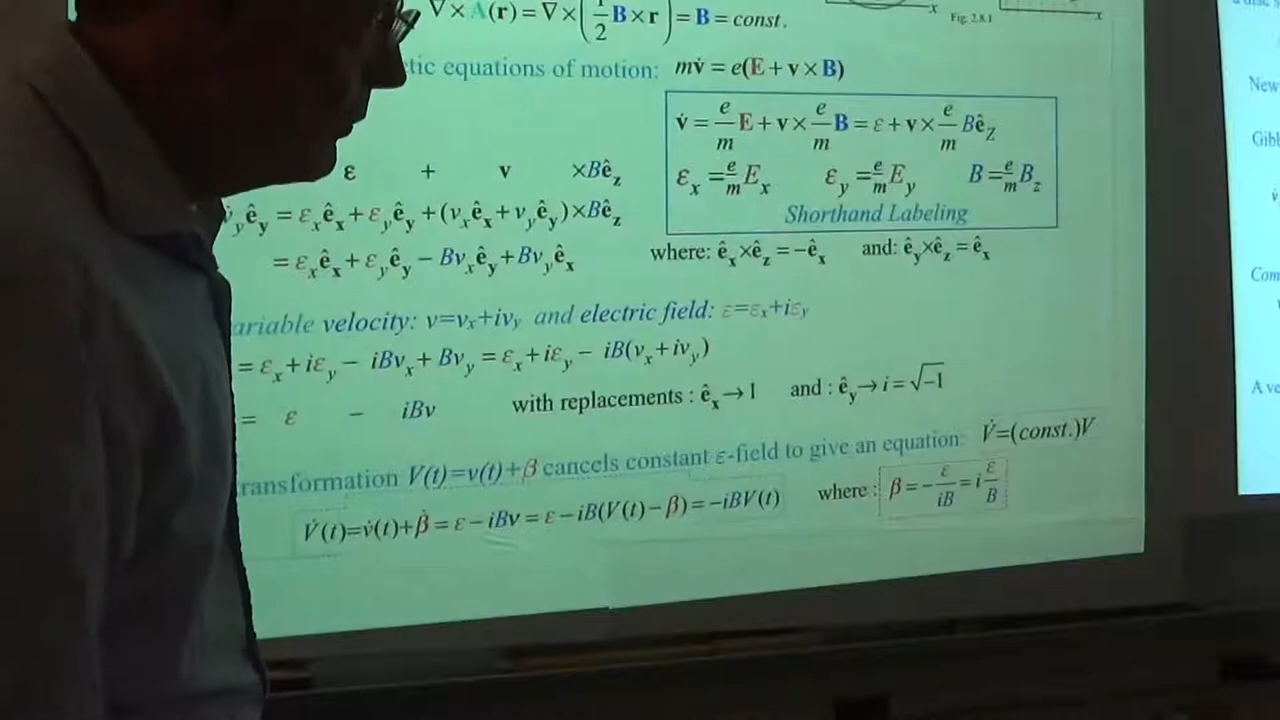 ∇×A(r)=∇×(1/2 B×r)=B=const.
x
Fig. 2.8.1
x
tic equations of motion: mv̇ = e(E+v×B)
v̇ = e/m E+v× e/m B = ε+v× e/m Bê_z
ε_x = e/m E_x ε_y = e/m E_y B = e/m B_z
Shorthand Labeling
ε + v ×Bê_z
v̇_yê_y = ε_xê_x+ε_yê_y+(v_xê_x+v_yê_y)×Bê_z
= ε_xê_x+ε_yê_y − Bv_xê_y+Bv_yê_x
where: ê_x×ê_z = −ê_x and: ê_y×ê_z = ê_x
ariable velocity: v=v_x+iv_y and electric field: ε=ε_x+iε_y
= ε_x+iε_y − iBv_x+Bv_y = ε_x+iε_y − iB(v_x+iv_y)
= ε − iBv with replacements : ê_x→1 and : ê_y→i=√−1
ransformation V(t)=v(t)+β cancels constant ε-field to give an equation: V̇=(const.)V
V̇(t)=v̇(t)+β̇ = ε−iBv = ε−iB(V(t)−β)=−iBV(t) where : β=−ε/iB=i ε/B
New
Gibb
v̇
Com
A ve